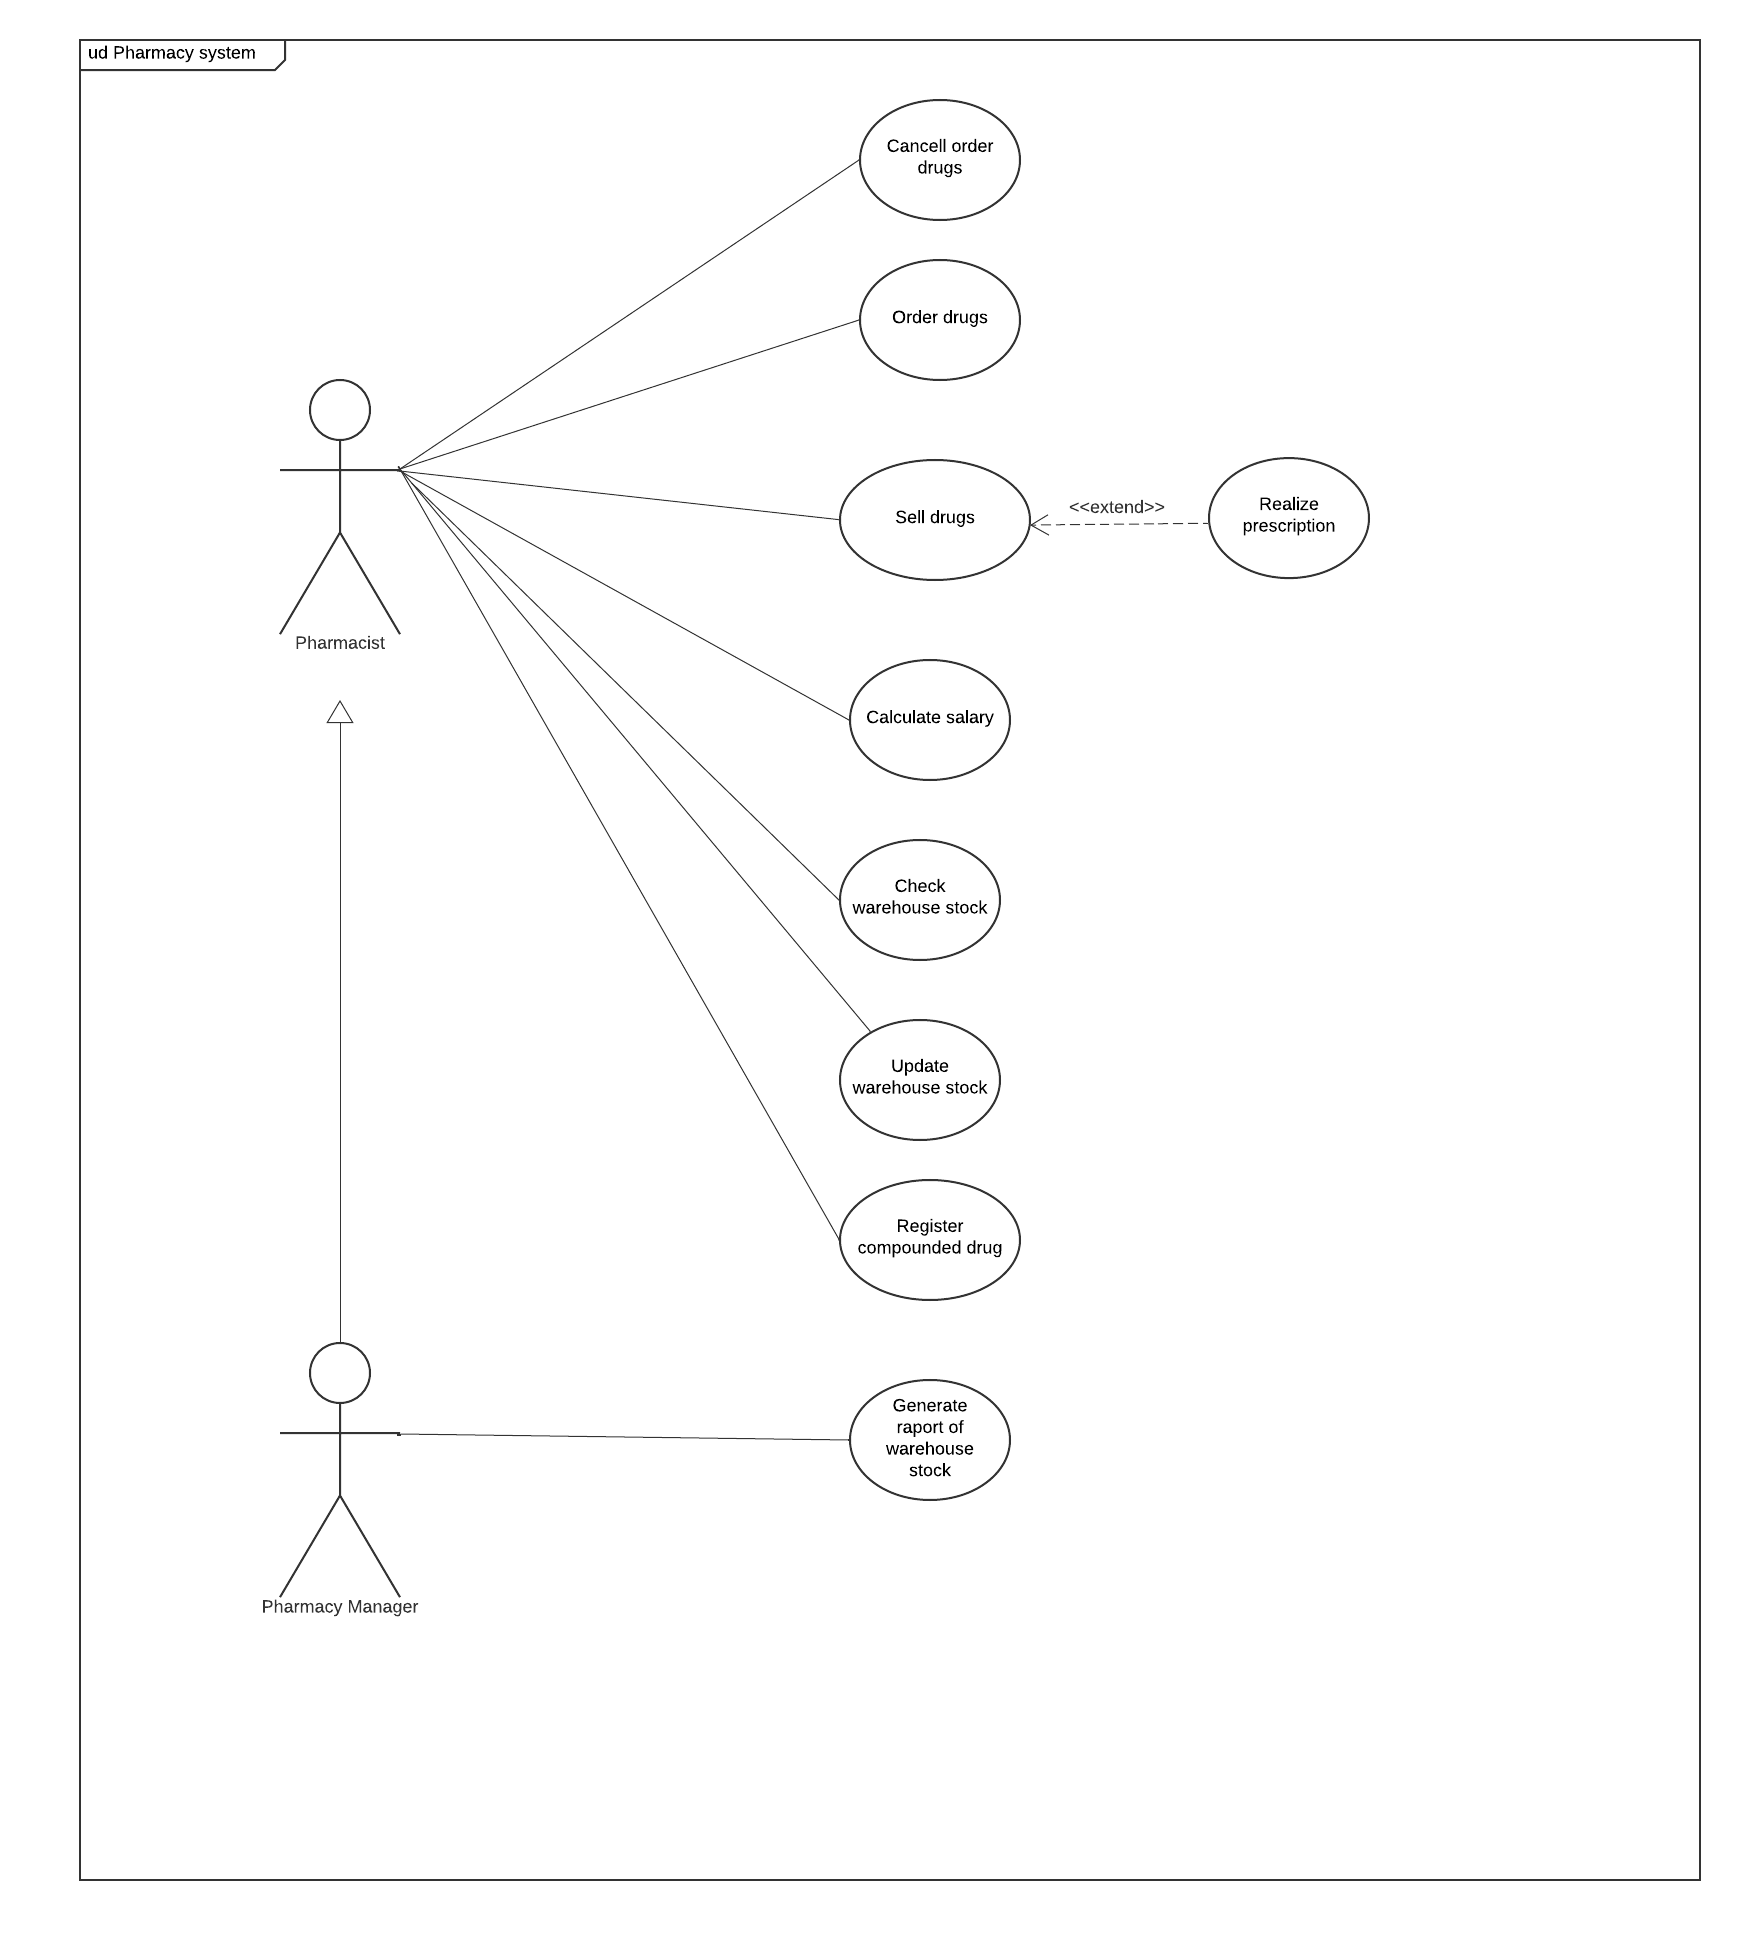 ud Pharmacy system
Cancell order
drugs
Order drugs
Sell drugs
<<extend>>
Realize
prescription
Pharmacist
Calculate salary
Check
warehouse stock
Update
warehouse stock
Register
compounded drug
Generate
raport of
warehouse
stock
Pharmacy Manager